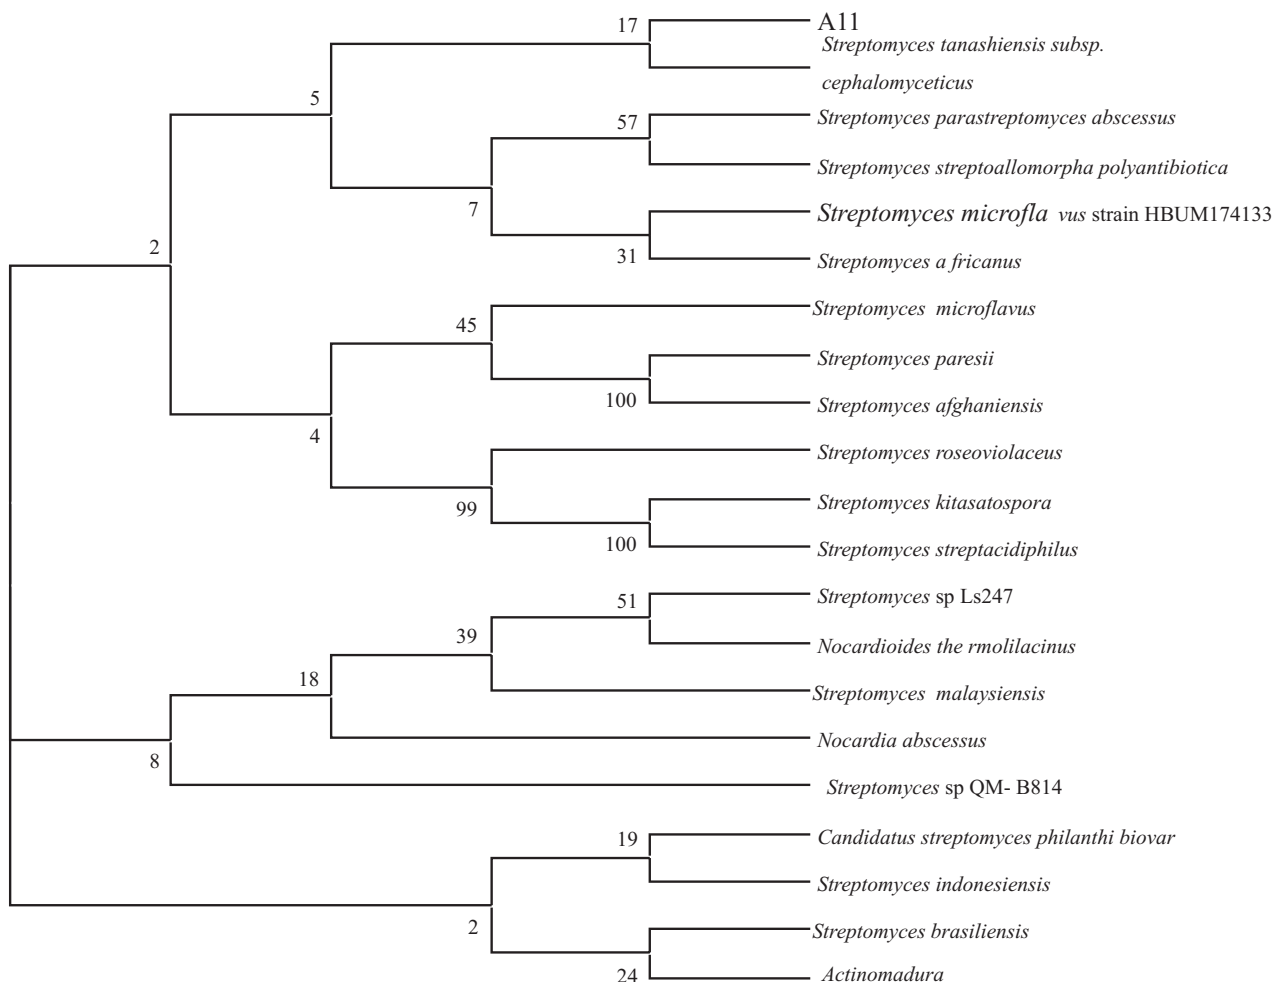 17
A11
Streptomyces tanashiensis subsp.
cephalomyceticus
5
57
Streptomyces parastreptomyces abscessus
Streptomyces streptoallomorpha polyantibiotica
7
Streptomyces microfla vus strain HBUM174133
31
Streptomyces a fricanus
2
Streptomyces microflavus
45
Streptomyces paresii
100
Streptomyces afghaniensis
4
Streptomyces roseoviolaceus
99
Streptomyces kitasatospora
100
Streptomyces streptacidiphilus
51
Streptomyces sp Ls247
39
Nocardioides the rmolilacinus
18
Streptomyces malaysiensis
Nocardia abscessus
8
Streptomyces sp QM- B814
19
Candidatus streptomyces philanthi biovar
Streptomyces indonesiensis
2
Streptomyces brasiliensis
24
Actinomadura